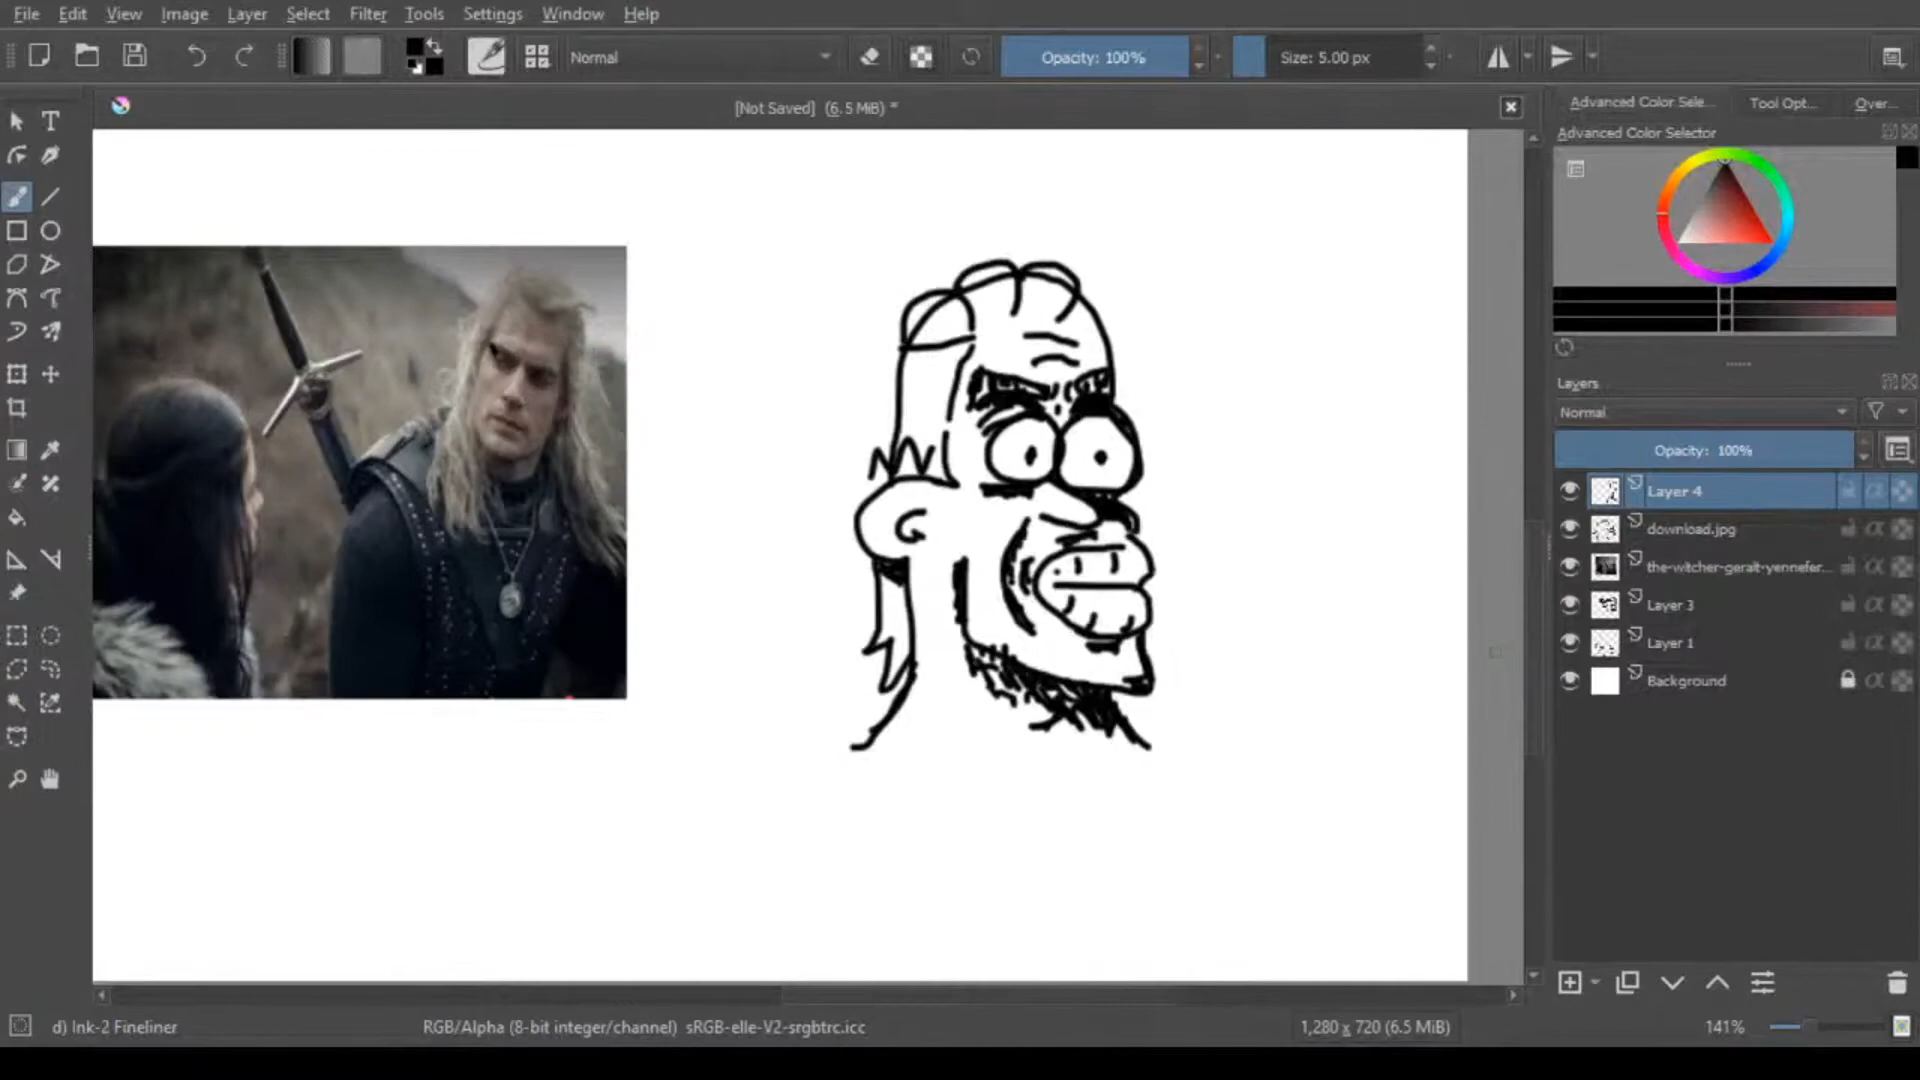 File Edit View Image Layer Select Filter Tools Settings Window Help
Normal Opacity: 100% Size: 5.00 px
[Not Saved] (6.5 MiB) *
Advanced Color Sele... Tool Opt... Over...
Advanced Color Selector
Layers
Normal
Opacity: 100%
Layer 4
download.jpg
the-witcher-geralt-yennefer...
Layer 3
Layer 1
Background
d) Ink-2 Fineliner RGB/Alpha (8-bit integer/channel) sRGB-elle-V2-srgbtrc.icc 1,280 x 720 (6.5 MiB) 141%